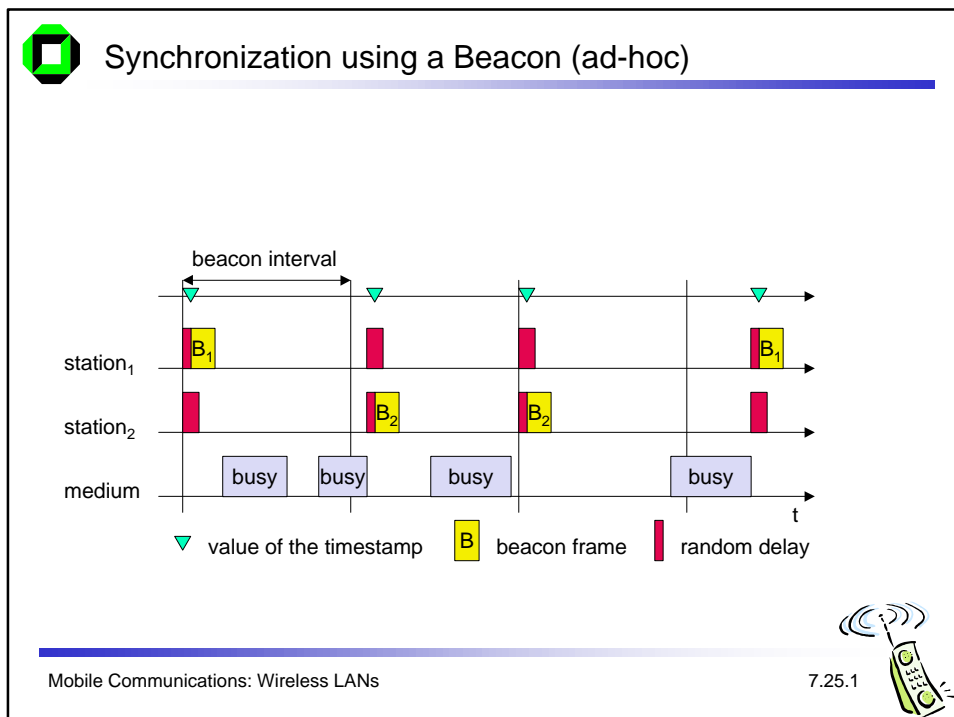 Synchronization using a Beacon (ad-hoc)
beacon interval
B₁ B₁
station₁
B₂ B₂
station₂
busy busy busy busy
medium
t
value of the timestamp B beacon frame random delay
Mobile Communications: Wireless LANs 7.25.1